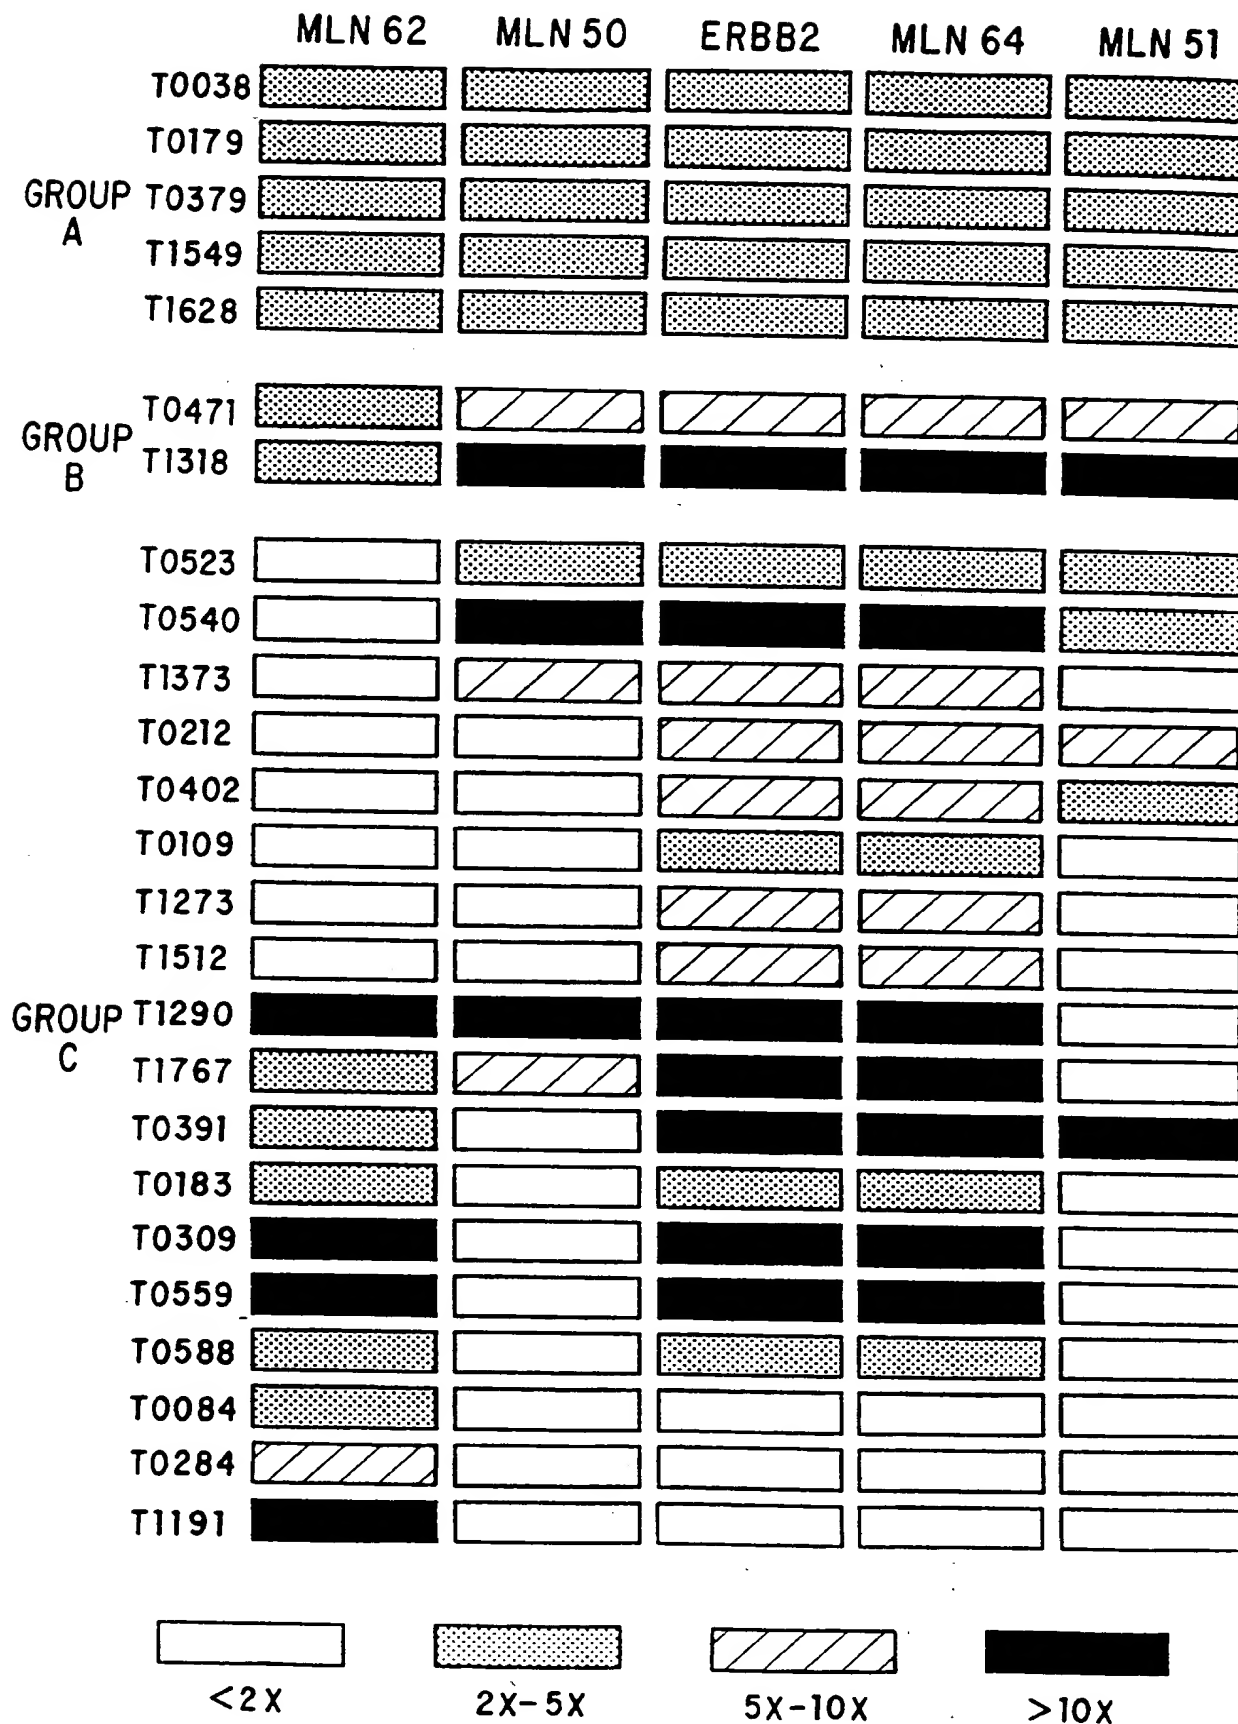 MLN 62 MLN 50 ERBB2 MLN 64 MLN 51
T0038
T0179
GROUP A T0379
T1549
T1628
T0471
GROUP B T1318
T0523
T0540
T1373
T0212
T0402
T0109
T1273
T1512
GROUP C T1290
T1767
T0391
T0183
T0309
T0559
T0588
T0084
T0284
T1191
<2X 2X-5X 5X-10X >10X